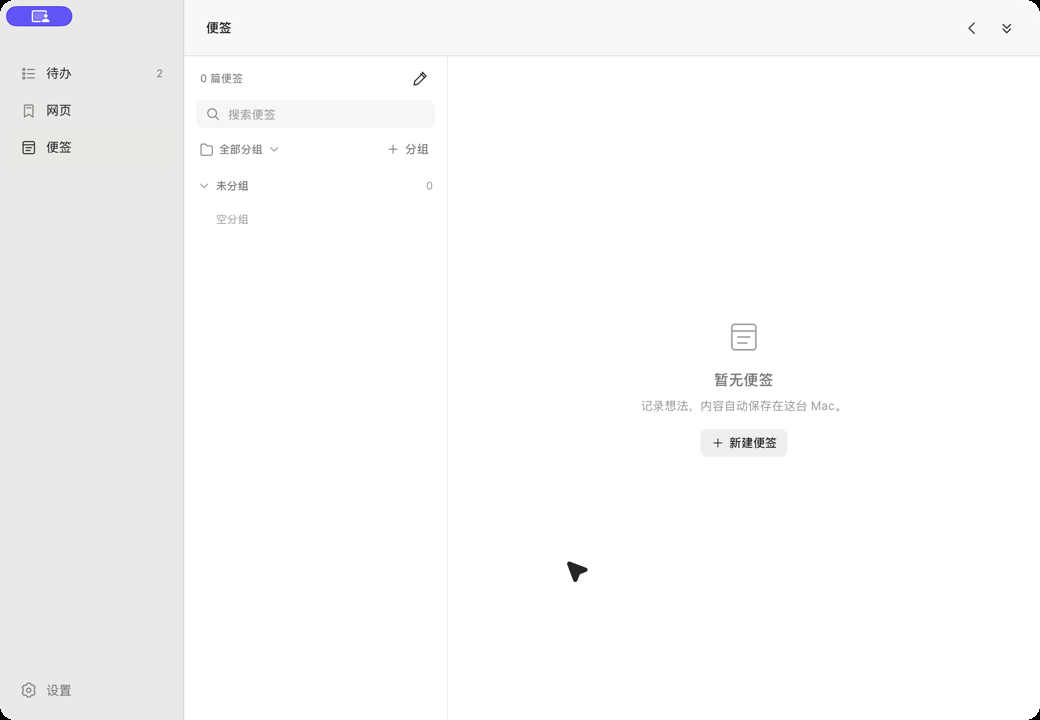 便签
待办 2
网页
便签
设置
0 篇便签
搜索便签
全部分组
分组
未分组 0
空分组
暂无便签
记录想法，内容自动保存在这台 Mac。
新建便签